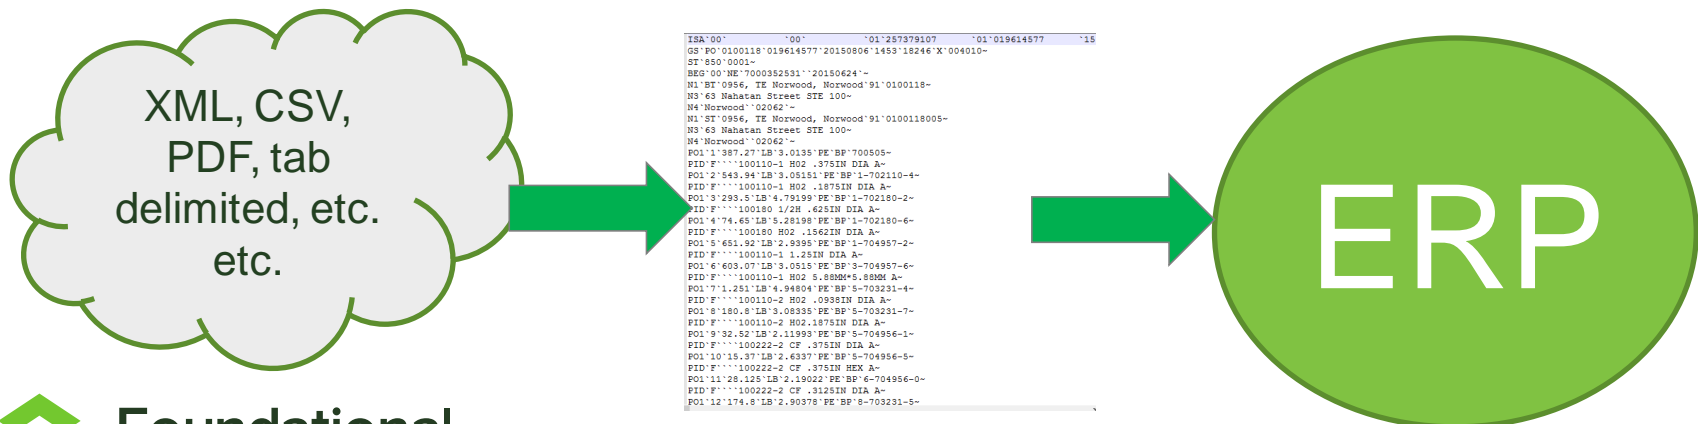 XML, CSV,
PDF, tab
delimited, etc.
etc.
ISA`00`          `00`          `01`257379107      `01`019614577      `15
GS`PO`0100118`019614577`20150806`1453`18246`X`004010~
ST`850`0001~
BEG`00`NE`7000352531``20150624`~
N1`BT`0956, TE Norwood, Norwood`91`0100118~
N3`63 Nahatan Street STE 100~
N4`Norwood``02062`~
N1`ST`0956, TE Norwood, Norwood`91`0100118005~
N3`63 Nahatan Street STE 100~
N4`Norwood``02062`~
PO1`1`387.27`LB`3.0135`PE`BP`700505~
PID`F````100110-1 H02 .375IN DIA A~
PO1`2`543.94`LB`3.05151`PE`BP`1-702110-4~
PID`F````100110-1 H02 .1875IN DIA A~
PO1`3`293.5`LB`4.79199`PE`BP`1-702180-2~
PID`F````100180 1/2H .625IN DIA A~
PO1`4`74.65`LB`5.28198`PE`BP`1-702180-6~
PID`F````100180 H02 .1562IN DIA A~
PO1`5`651.92`LB`2.9395`PE`BP`1-704957-2~
PID`F````100110-1 1.25IN DIA A~
PO1`6`603.07`LB`3.0515`PE`BP`3-704957-6~
PID`F````100110-1 H02 5.88MM*5.88MM A~
PO1`7`1.251`LB`4.94804`PE`BP`5-703231-4~
PID`F````100110-2 H02 .0938IN DIA A~
PO1`8`180.8`LB`3.08335`PE`BP`5-703231-7~
PID`F````100110-2 H02.1875IN DIA A~
PO1`9`32.52`LB`2.11993`PE`BP`5-704956-1~
PID`F````100222-2 CF .375IN DIA A~
PO1`10`15.37`LB`2.6337`PE`BP`5-704956-5~
PID`F````100222-2 CF .375IN HEX A~
PO1`11`28.125`LB`2.19022`PE`BP`6-704956-0~
PID`F````100222-2 CF .3125IN DIA A~
PO1`12`174.8`LB`2.90378`PE`BP`8-703231-5~
ERP
Foundational